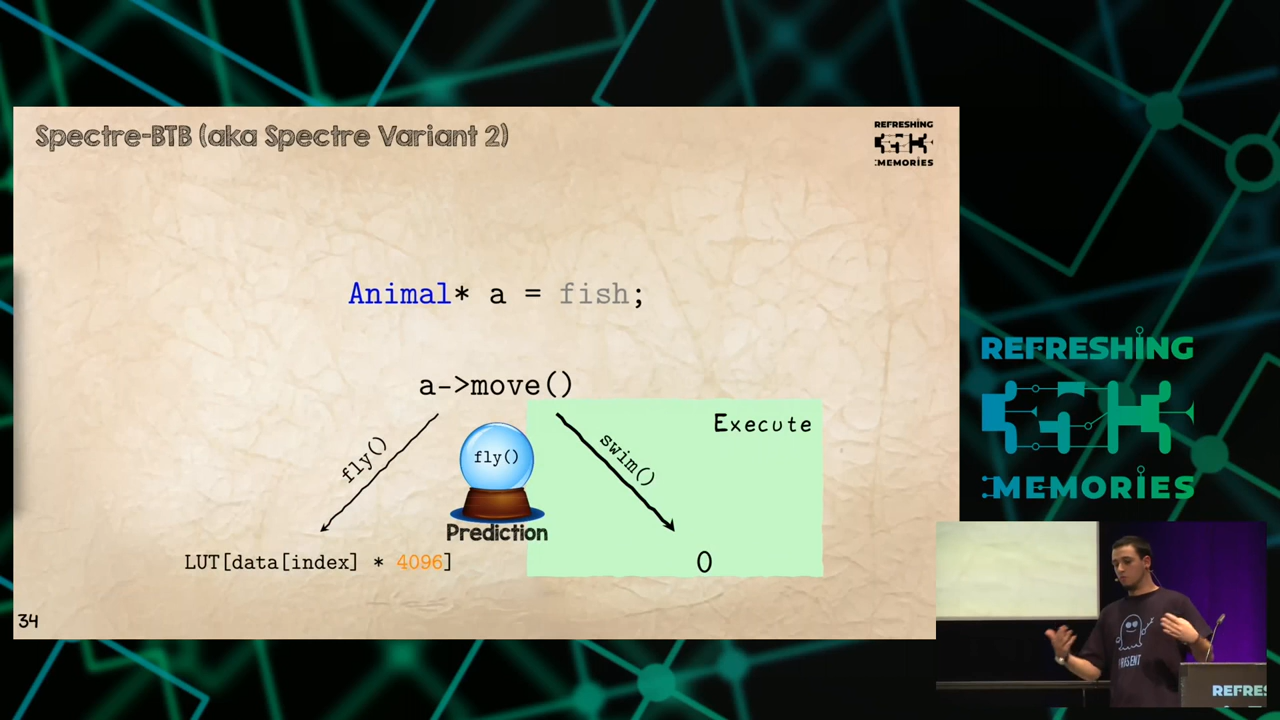 Spectre-BTB (aka Spectre Variant 2)
REFRESHING
MEMORIES
Animal* a = fish;
a->move()
Execute
fly()
fly()
swim()
Prediction
LUT[data[index] * 4096]
0
34
REFRESHING
:MEMORIES